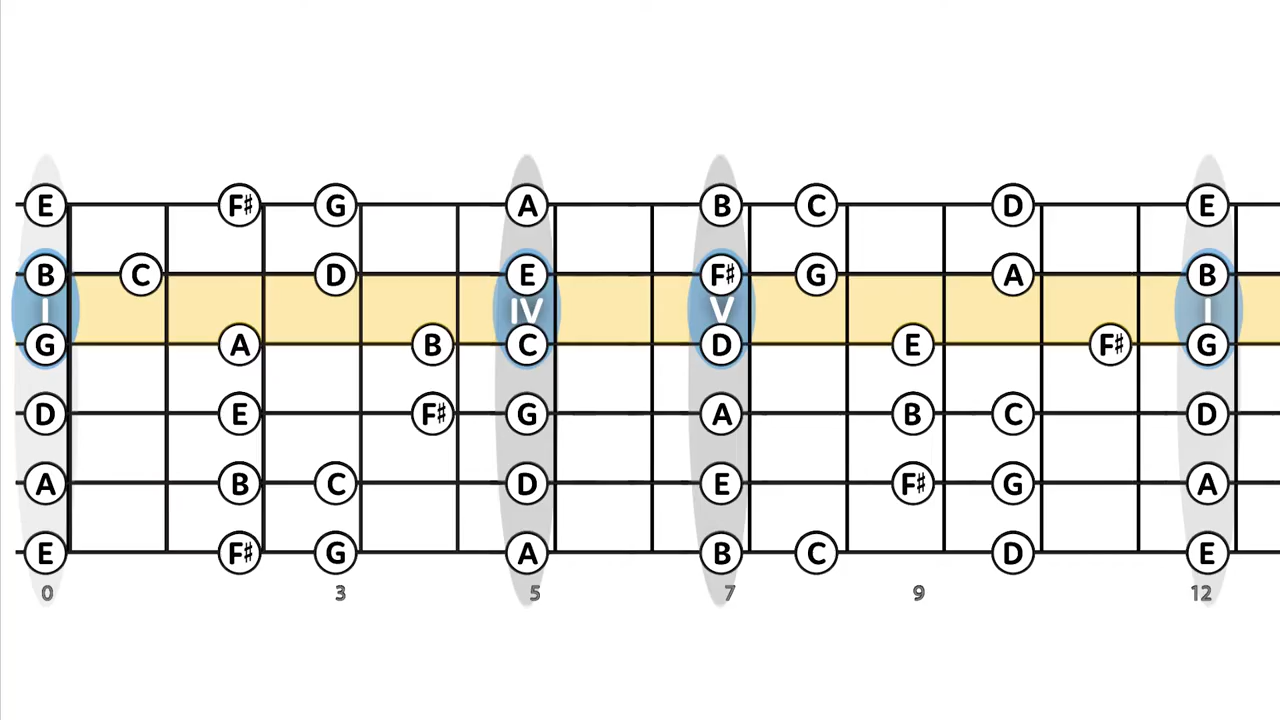 E F♯ G A B C D E
B C D E F♯ G A B
I IV V I
G A B C D E F♯ G
D E F♯ G A B C D
A B C D E F♯ G A
E F♯ G A B C D E
0 3 5 7 9 12